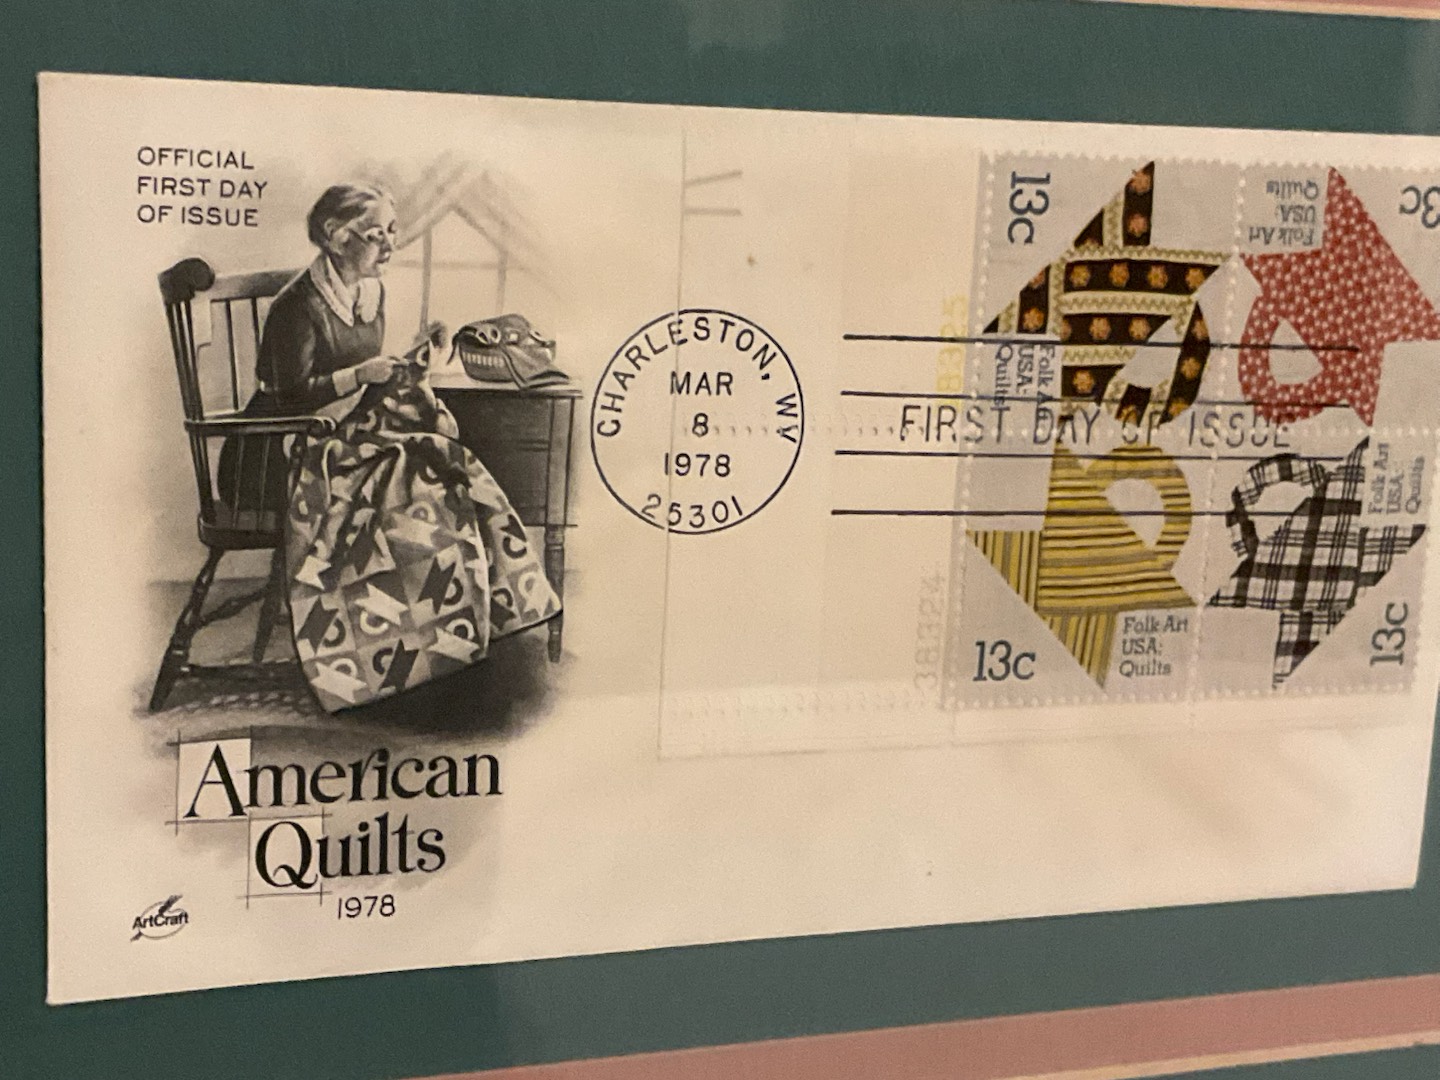 OFFICIAL
FIRST DAY
OF ISSUE
CHARLESTON, WV
MAR
8
1978
25301
FIRST DAY OF ISSUE
13c
Folk Art
USA:
Quilts
Folk Art
USA:
Quilts
13c
13c
Folk Art
USA:
Quilts
Folk Art
USA:
Quilts
13c
38324
American
Quilts
1978
ArtCraft